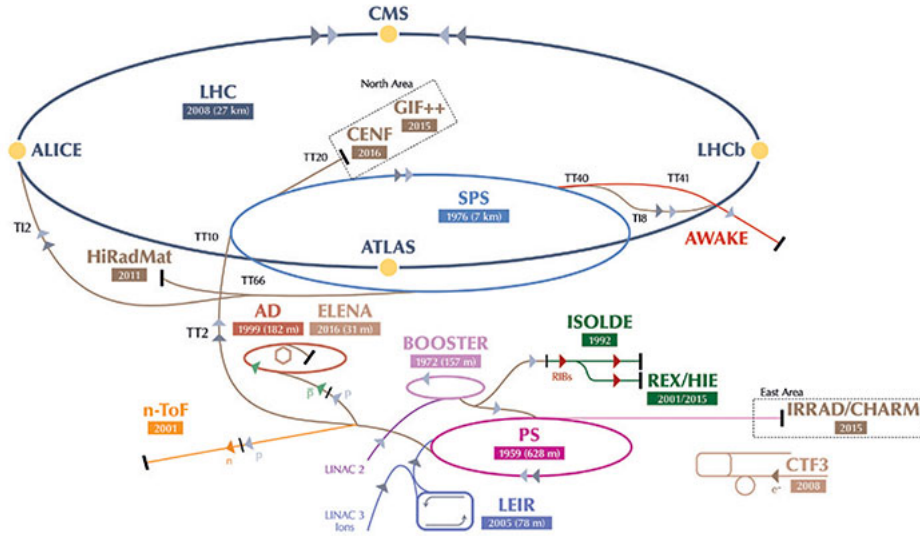 CMS
North Area
LHC
2008 (27 km)
GIF++
2015
CENF
2016
TT20
ALICE
LHCb
TT40
TT41
SPS
1976 (7 km)
TI2
TI8
TT10
AWAKE
ATLAS
HiRadMat
2011
TT66
AD
1999 (182 m)
ELENA
2016 (31 m)
TT2
ISOLDE
1992
BOOSTER
1972 (157 m)
RIBs
REX/HIE
2001/2015
p
p
East Area
n-ToF
2001
IRRAD/CHARM
2015
PS
1959 (628 m)
n
p
LINAC 2
CTF3
2008
e-
LEIR
2005 (78 m)
LINAC 3
Ions